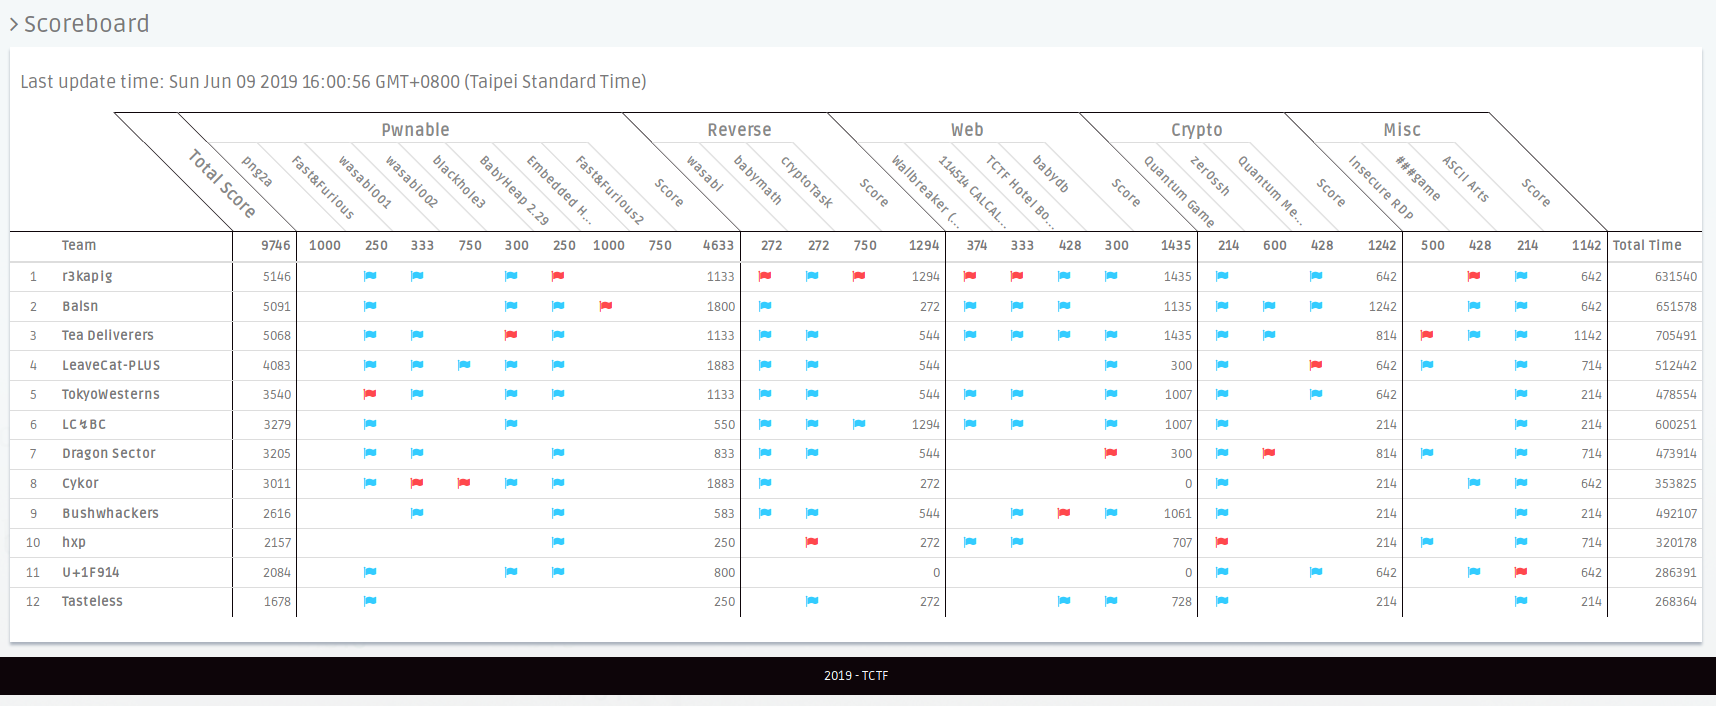 Scoreboard
Last update time: Sun Jun 09 2019 16:00:56 GMT+0800 (Taipei Standard Time)
Pwnable Reverse Web Crypto Misc
Total Score png2a Fast&Furious wasabi001 wasabi002 blackhole3 BabyHeap 2.29 Embedded H... Fast&Furious2 Score wasabi babymath cryptoTask Score Wallbreaker (... 114514 CALCAL... TCTF Hotel Bo... babydb Score Quantum Game zer0ssh Quantum Me... Score Insecure RDP ###game ASCII Arts Score
Team 9746 1000 250 333 750 300 250 1000 750 4633 272 272 750 1294 374 333 428 300 1435 214 600 428 1242 500 428 214 1142 Total Time
1 r3kapig 5146 1133 1294 1435 642 642 631540
2 Balsn 5091 1800 272 1135 1242 642 651578
3 Tea Deliverers 5068 1133 544 1435 814 1142 705491
4 LeaveCat-PLUS 4083 1883 544 300 642 714 512442
5 TokyoWesterns 3540 1133 544 1007 642 214 478554
6 LC↯BC 3279 550 1294 1007 214 214 600251
7 Dragon Sector 3205 833 544 300 814 714 473914
8 Cykor 3011 1883 272 0 214 642 353825
9 Bushwhackers 2616 583 544 1061 214 214 492107
10 hxp 2157 250 272 707 214 714 320178
11 U+1F914 2084 800 0 0 642 642 286391
12 Tasteless 1678 250 272 728 214 214 268364
2019 - TCTF